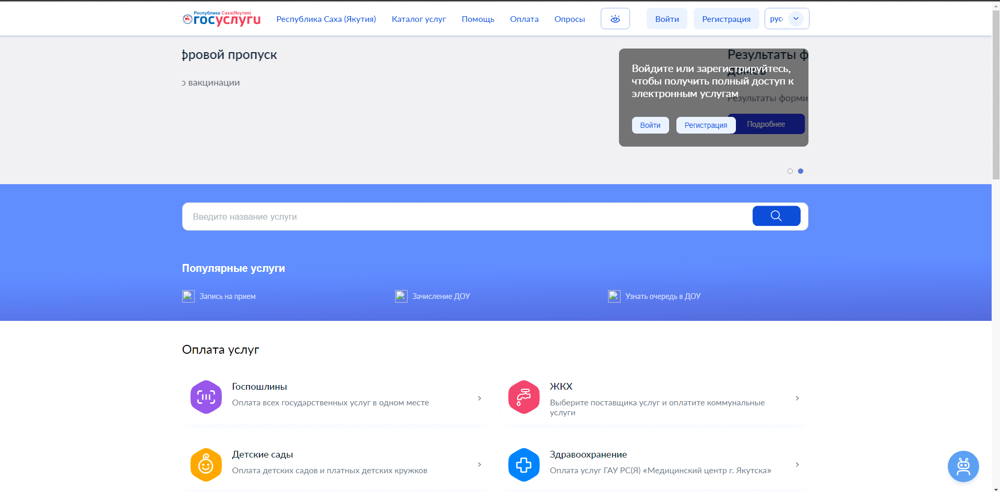 Республика Саха(Якутия)
госуслуги
Республика Саха (Якутия)
Каталог услуг
Помощь
Оплата
Опросы
Войти
Регистрация
русс
фровой пропуск
о вакцинации
Результаты ф
домов
Результаты форми
Подробнее
Войдите или зарегистрируйтесь,
чтобы получить полный доступ к
электронным услугам
Войти
Регистрация
Введите название услуги
Популярные услуги
Запись на прием
Зачисление ДОУ
Узнать очередь в ДОУ
Оплата услуг
Госпошлины
Оплата всех государственных услуг в одном месте
ЖКХ
Выберите поставщика услуг и оплатите коммунальные
услуги
Детские сады
Оплата детских садов и платных детских кружков
Здравоохранение
Оплата услуг ГАУ РС(Я) «Медицинский центр г. Якутска»